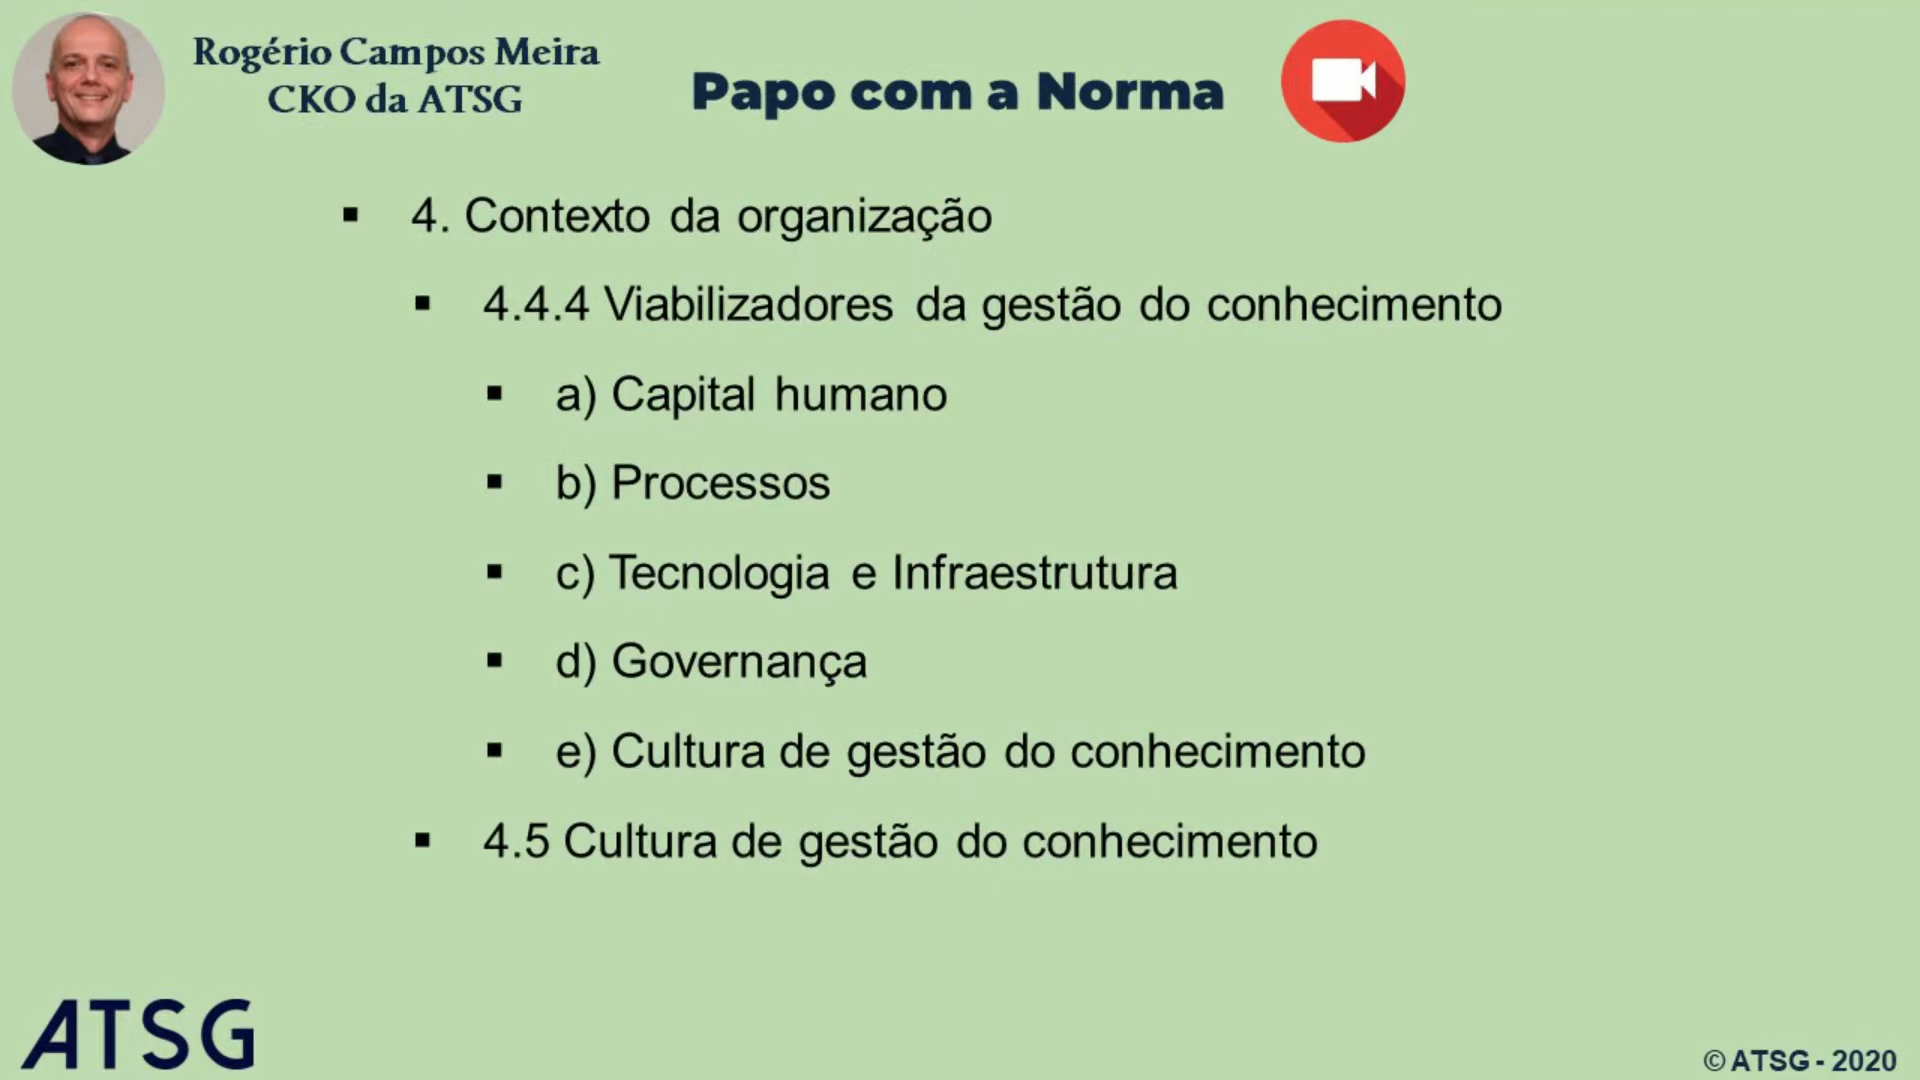 Rogério Campos Meira
CKO da ATSG
Papo com a Norma
▪ 4. Contexto da organização
▪ 4.4.4 Viabilizadores da gestão do conhecimento
▪ a) Capital humano
▪ b) Processos
▪ c) Tecnologia e Infraestrutura
▪ d) Governança
▪ e) Cultura de gestão do conhecimento
▪ 4.5 Cultura de gestão do conhecimento
ATSG
© ATSG - 2020